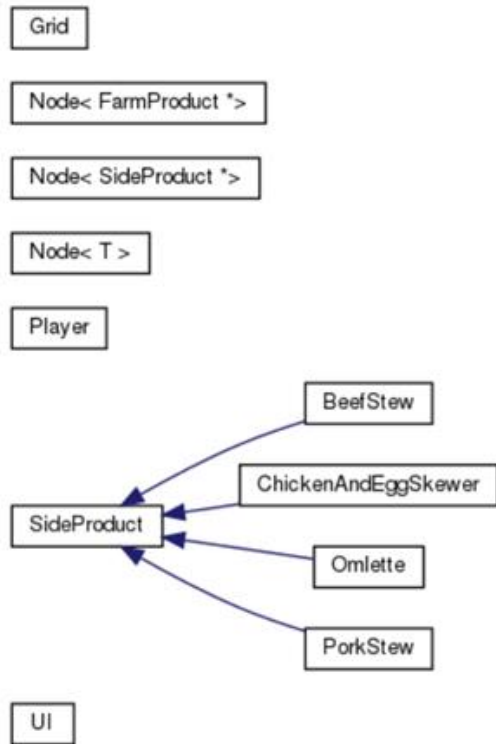 Grid
Node< FarmProduct *>
Node< SideProduct *>
Node< T >
Player
BeefStew
ChickenAndEggSkewer
SideProduct
Omlette
PorkStew
UI